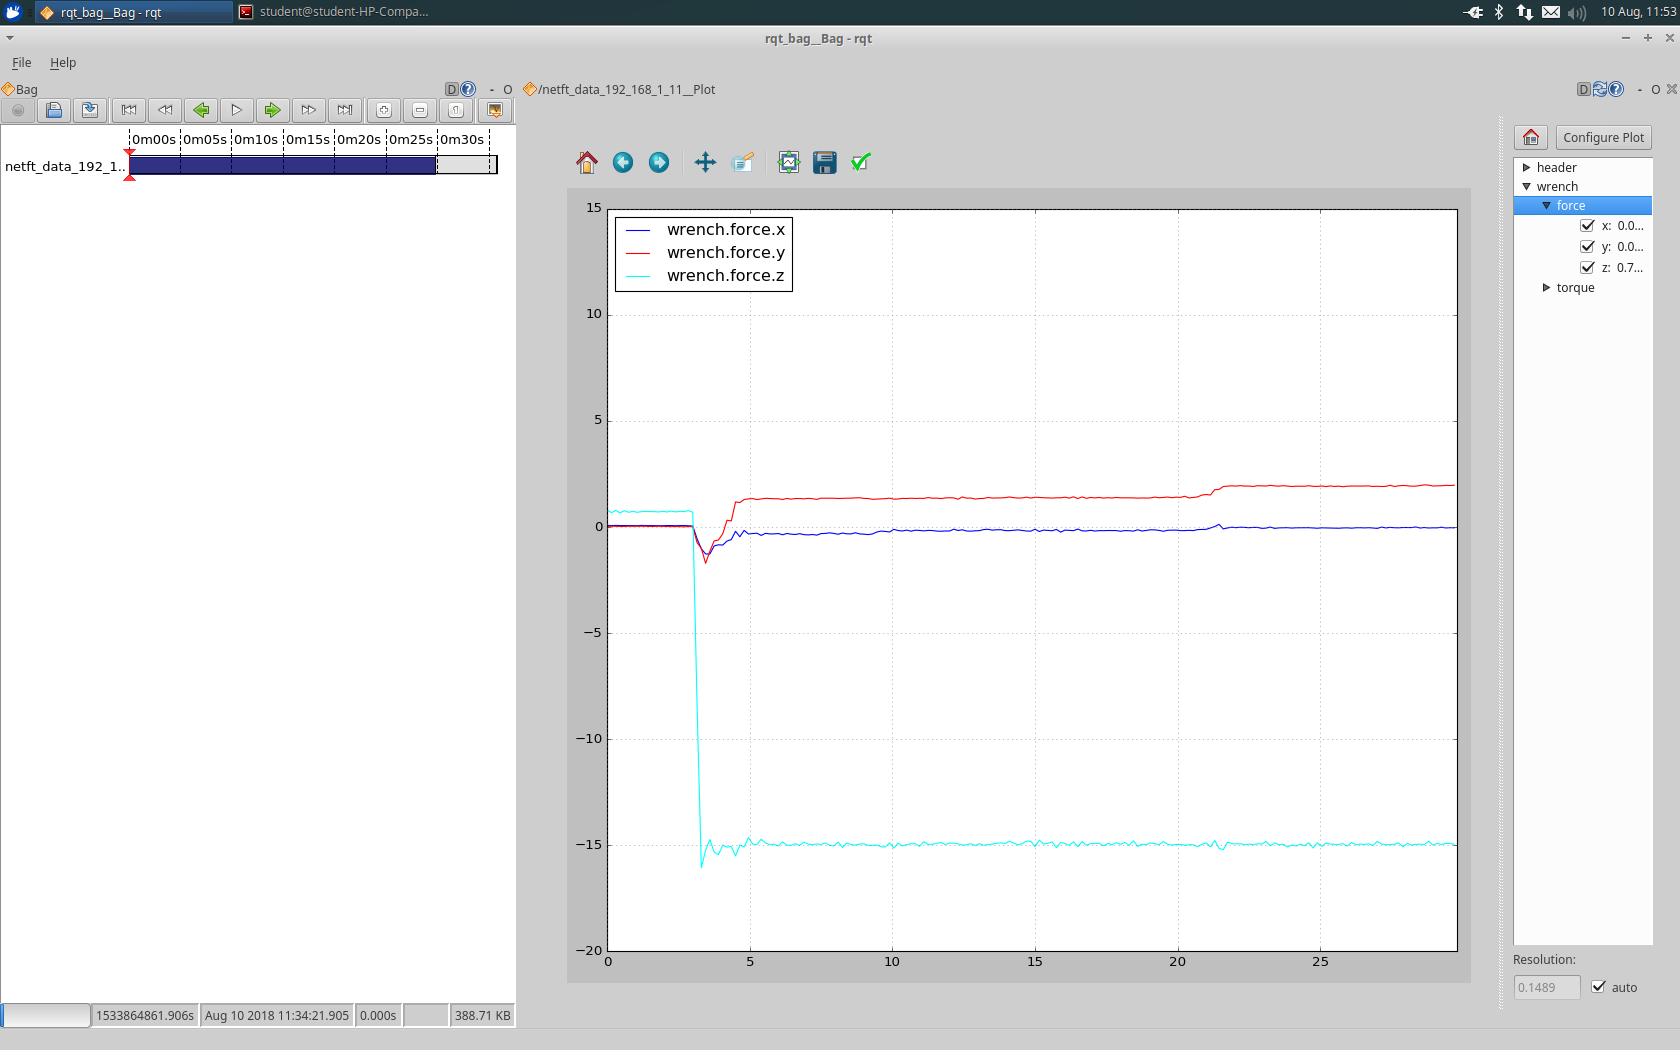 rqt_bag__Bag - rqt
student@student-HP-Compa...
10 Aug, 11:53
rqt_bag__Bag - rqt
File Help
Bag
D
- O
/netft_data_192_168_1_11__Plot
D
- O
0m00s 0m05s 0m10s 0m15s 0m20s 0m25s 0m30s
netft_data_192_1..
15
10
5
0
−5
−10
−15
−20
0 5 10 15 20 25
wrench.force.x
wrench.force.y
wrench.force.z
Configure Plot
header
wrench
force
x: 0.0...
y: 0.0...
z: 0.7...
torque
Resolution:
0.1489 auto
1533864861.906s Aug 10 2018 11:34:21.905 0.000s 388.71 KB